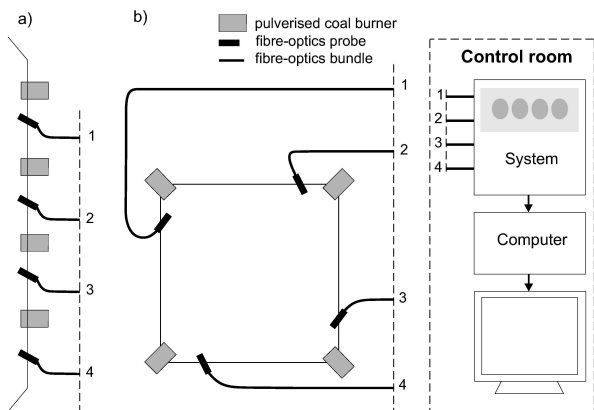 a)
b)
pulverised coal burner
fibre-optics probe
fibre-optics bundle
1
2
3
4
1
2
3
4
Control room
1
2
3
4
System
Computer